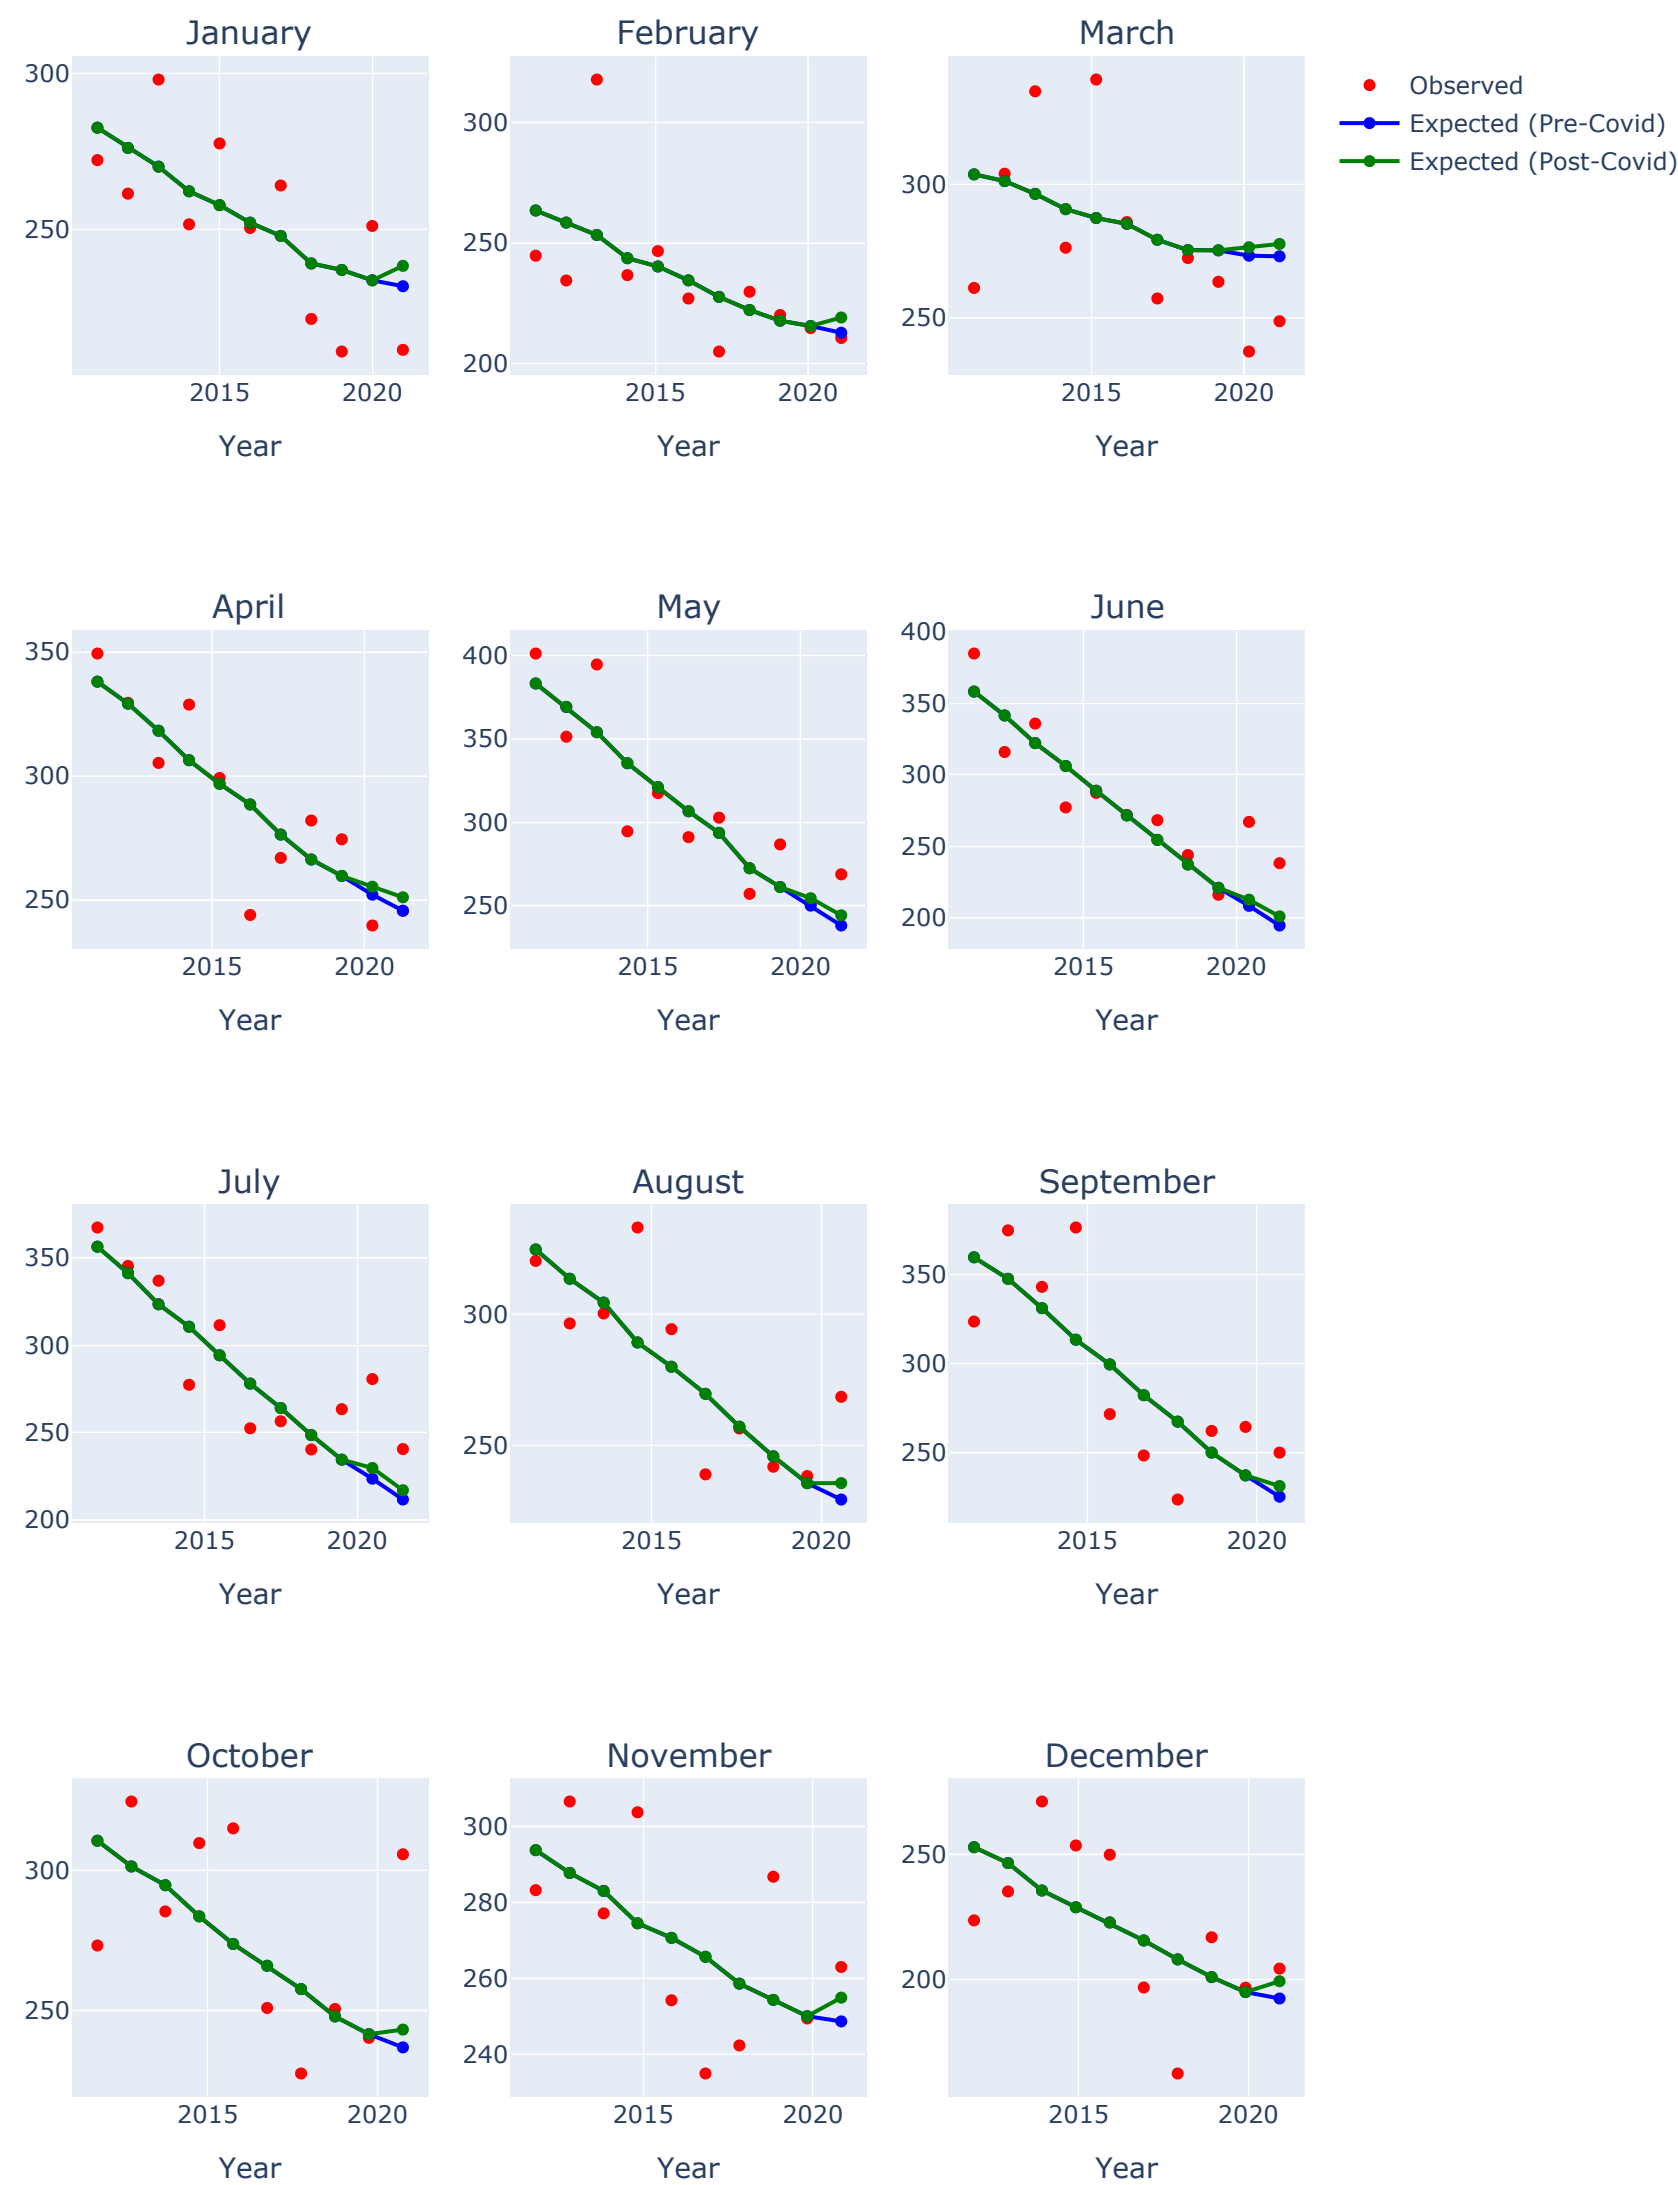 January
February
March
Observed
Expected (Pre-Covid)
Expected (Post-Covid)
300
250
2015
2020
Year
300
250
200
2015
2020
Year
300
250
2015
2020
Year
April
May
June
350
300
250
2015
2020
Year
400
350
300
250
2015
2020
Year
400
350
300
250
200
2015
2020
Year
July
August
September
350
300
250
200
2015
2020
Year
300
250
2015
2020
Year
350
300
250
2015
2020
Year
October
November
December
300
250
2015
2020
Year
300
280
260
240
2015
2020
Year
250
200
2015
2020
Year